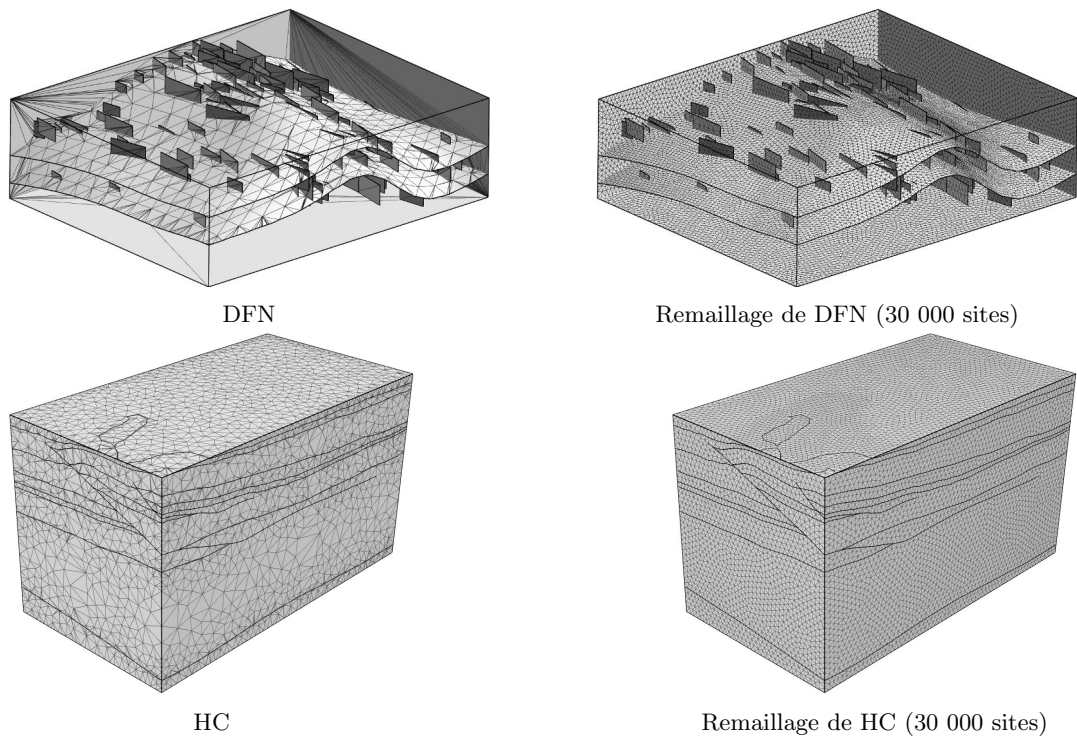 DFN
Remaillage de DFN (30 000 sites)
HC
Remaillage de HC (30 000 sites)